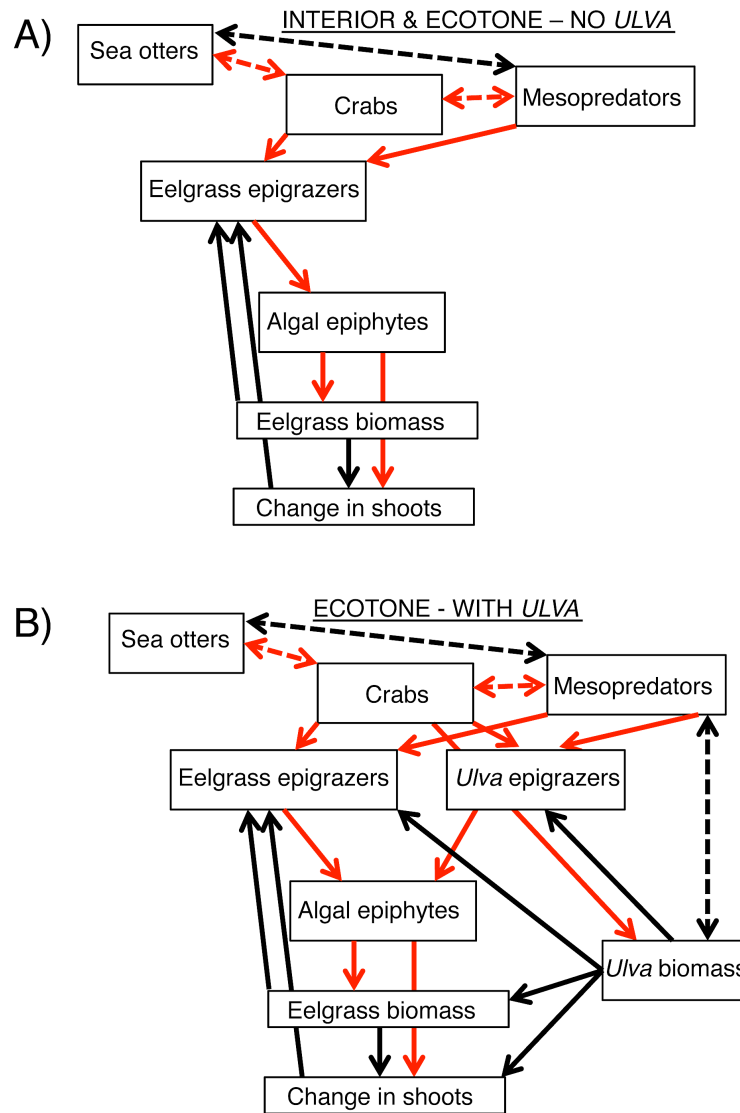 A)
INTERIOR & ECOTONE – NO ULVA
Sea otters
Crabs
Mesopredators
Eelgrass epigrazers
Algal epiphytes
Eelgrass biomass
Change in shoots
B)
ECOTONE - WITH ULVA
Sea otters
Crabs
Mesopredators
Eelgrass epigrazers
Ulva epigrazers
Algal epiphytes
Ulva biomass
Eelgrass biomass
Change in shoots